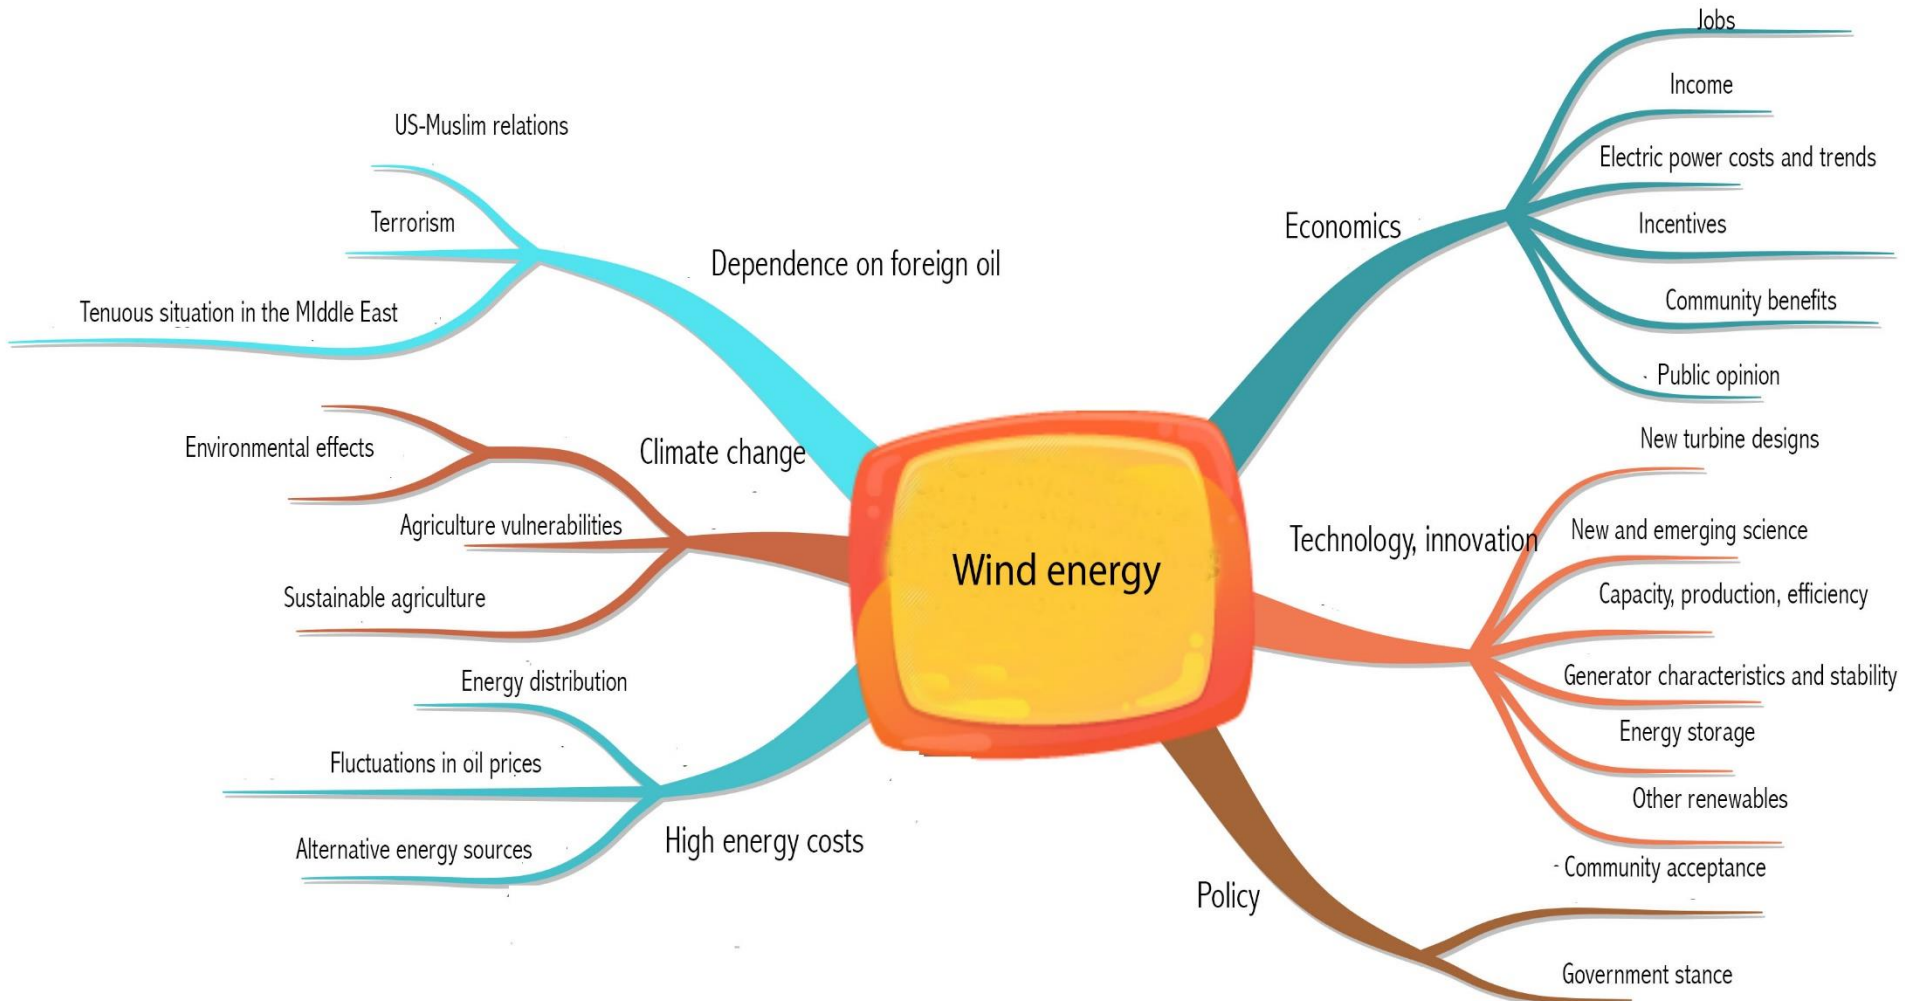 Wind energy
Dependence on foreign oil
US-Muslim relations
Terrorism
Tenuous situation in the MIddle East
Climate change
Environmental effects
Agriculture vulnerabilities
Sustainable agriculture
High energy costs
Energy distribution
Fluctuations in oil prices
Alternative energy sources
Economics
Jobs
Income
Electric power costs and trends
Incentives
Community benefits
Public opinion
Technology, innovation
New turbine designs
New and emerging science
Capacity, production, efficiency
Generator characteristics and stability
Energy storage
Other renewables
Policy
Community acceptance
Government stance